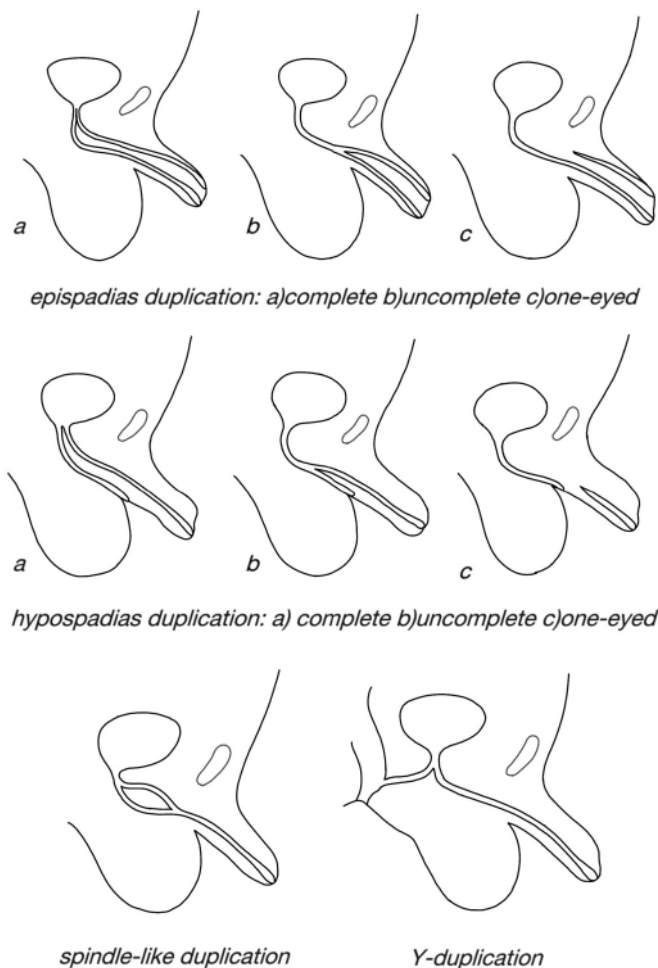 a b c
epispadias duplication: a)complete b)uncomplete c)one-eyed
a b c
hypospadias duplication: a) complete b)uncomplete c)one-eyed
spindle-like duplication Y-duplication